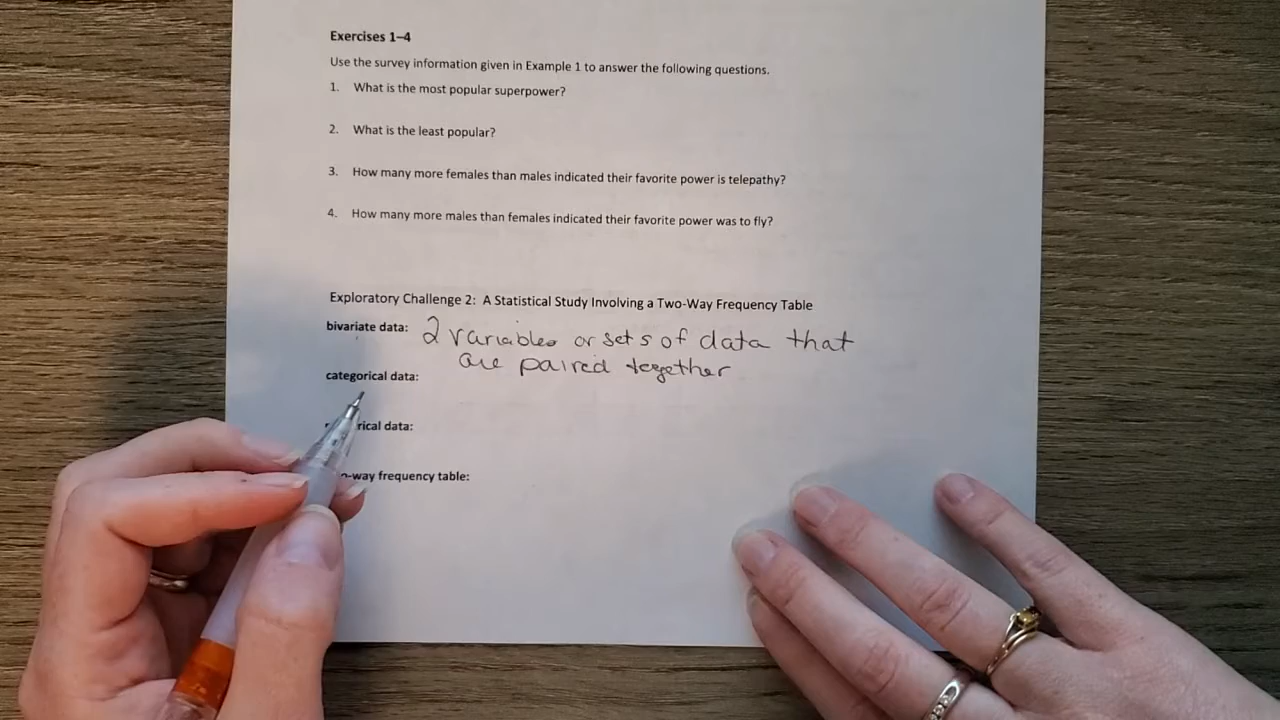 Exercises 1–4
Use the survey information given in Example 1 to answer the following questions.
1. What is the most popular superpower?
2. What is the least popular?
3. How many more females than males indicated their favorite power is telepathy?
4. How many more males than females indicated their favorite power was to fly?
Exploratory Challenge 2: A Statistical Study Involving a Two-Way Frequency Table
bivariate data: 2 variables or sets of data that
are paired together
categorical data:
rical data:
-way frequency table: